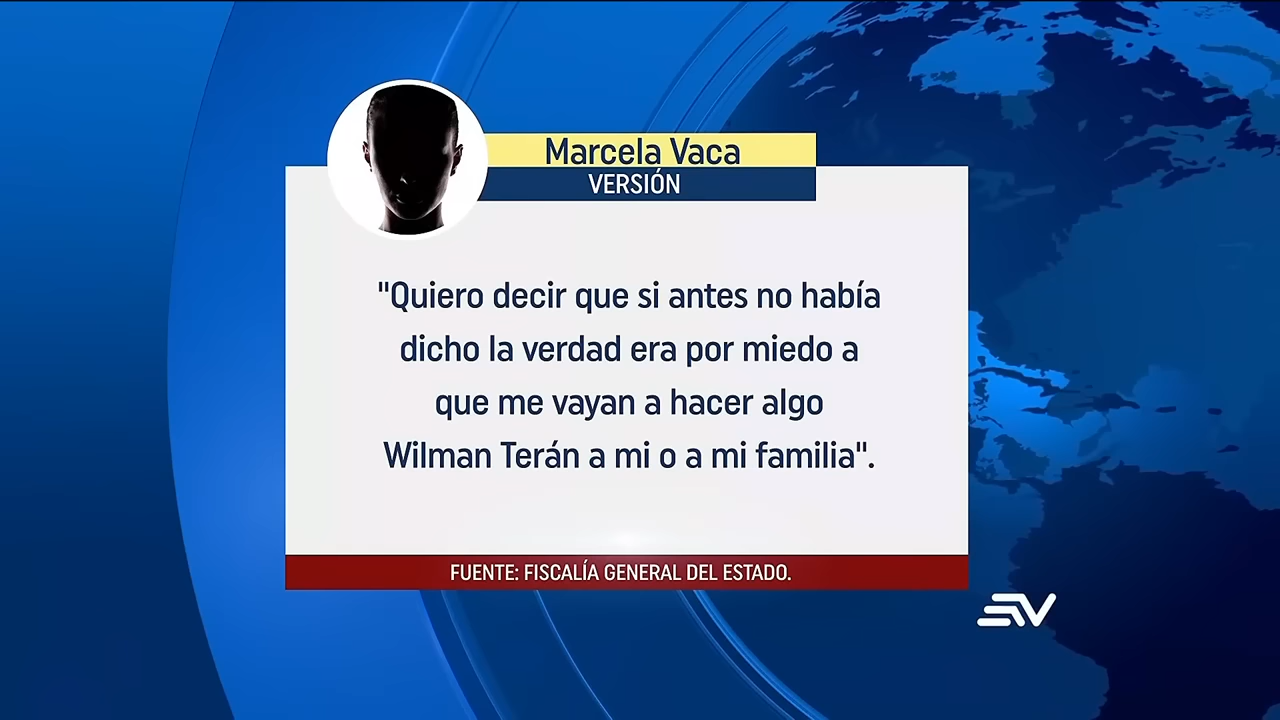 Marcela Vaca
VERSIÓN
"Quiero decir que si antes no había
dicho la verdad era por miedo a
que me vayan a hacer algo
Wilman Terán a mi o a mi familia".
FUENTE: FISCALÍA GENERAL DEL ESTADO.